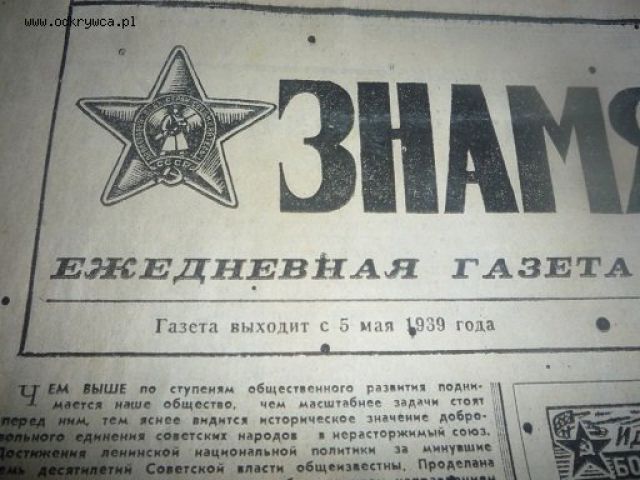 www.odkrywca.pl
ЗНАМЯ
ЕЖЕДНЕВНАЯ ГАЗЕТА
Газета выходит с 5 мая 1939 года
ЧЕМ ВЫШЕ по ступеням общественного развития подни-
мается наше общество, чем масштабнее задачи стоят
перед ним, тем яснее видится историческое значение добро-
вольного единения советских народов в нерасторжимый союз.
Достижения ленинской национальной политики за минувшие
семь десятилетий Советской власти общеизвестны. Проделана